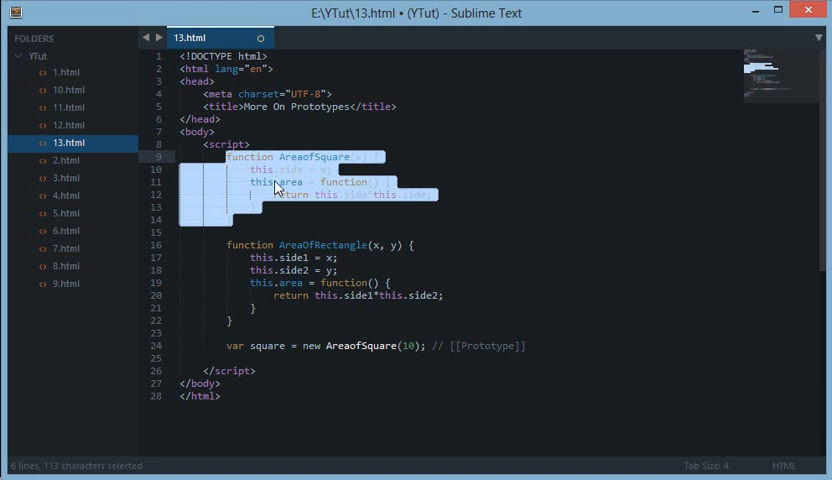 E:\YTut\13.html • (YTut) - Sublime Text
FOLDERS
YTut
<> 1.html
<> 10.html
<> 11.html
<> 12.html
<> 13.html
<> 2.html
<> 3.html
<> 4.html
<> 5.html
<> 6.html
<> 7.html
<> 8.html
<> 9.html
13.html
1 <!DOCTYPE html>
2 <html lang="en">
3 <head>
4 <meta charset="UTF-8">
5 <title>More On Prototypes</title>
6 </head>
7 <body>
8 <script>
9 function AreaofSquare(x) {
10 this.side = x;
11 this.area = function() {
12 return this.side*this.side;
13 }
14 }
15
16 function AreaOfRectangle(x, y) {
17 this.side1 = x;
18 this.side2 = y;
19 this.area = function() {
20 return this.side1*this.side2;
21 }
22 }
23
24 var square = new AreaofSquare(10); // [[Prototype]]
25
26 </script>
27 </body>
28 </html>
6 lines, 113 characters selected
Tab Size: 4
HTML